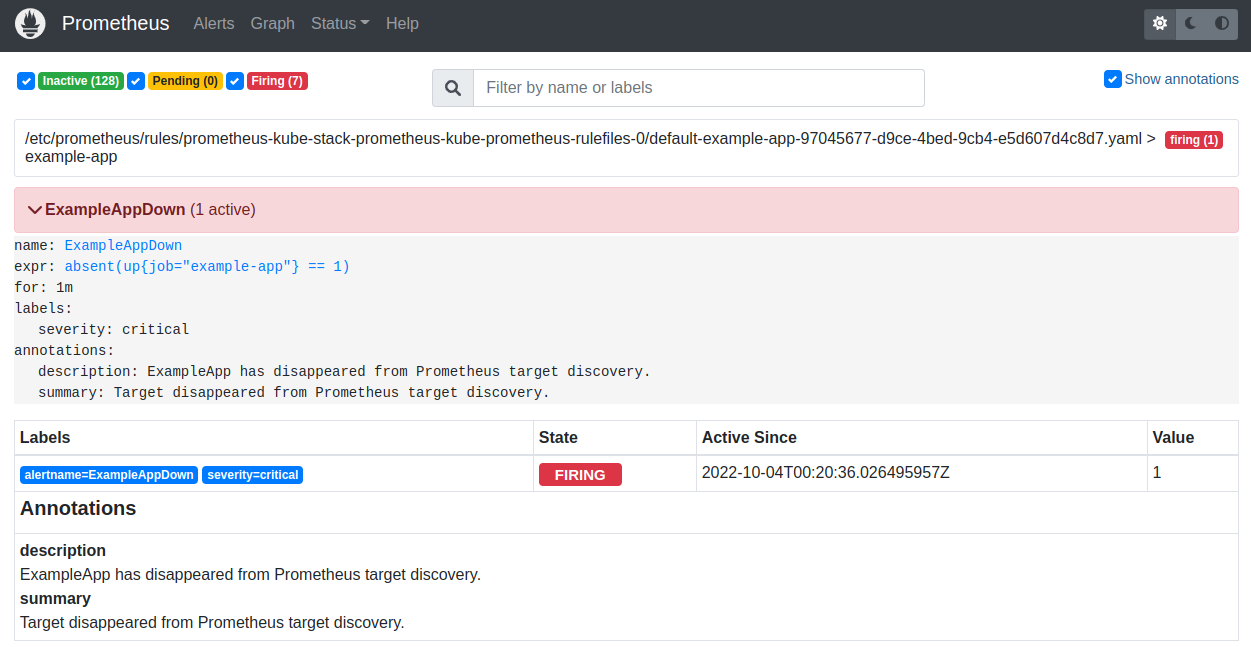 Prometheus Alerts Graph Status Help
Inactive (128) Pending (0) Firing (7) Filter by name or labels Show annotations
/etc/prometheus/rules/prometheus-kube-stack-prometheus-kube-prometheus-rulefiles-0/default-example-app-97045677-d9ce-4bed-9cb4-e5d607d4c8d7.yaml > firing (1)
example-app
ExampleAppDown (1 active)
name: ExampleAppDown
expr: absent(up{job="example-app"} == 1)
for: 1m
labels:
severity: critical
annotations:
description: ExampleApp has disappeared from Prometheus target discovery.
summary: Target disappeared from Prometheus target discovery.
Labels State Active Since Value
alertname=ExampleAppDown severity=critical FIRING 2022-10-04T00:20:36.026495957Z 1
Annotations
description
ExampleApp has disappeared from Prometheus target discovery.
summary
Target disappeared from Prometheus target discovery.